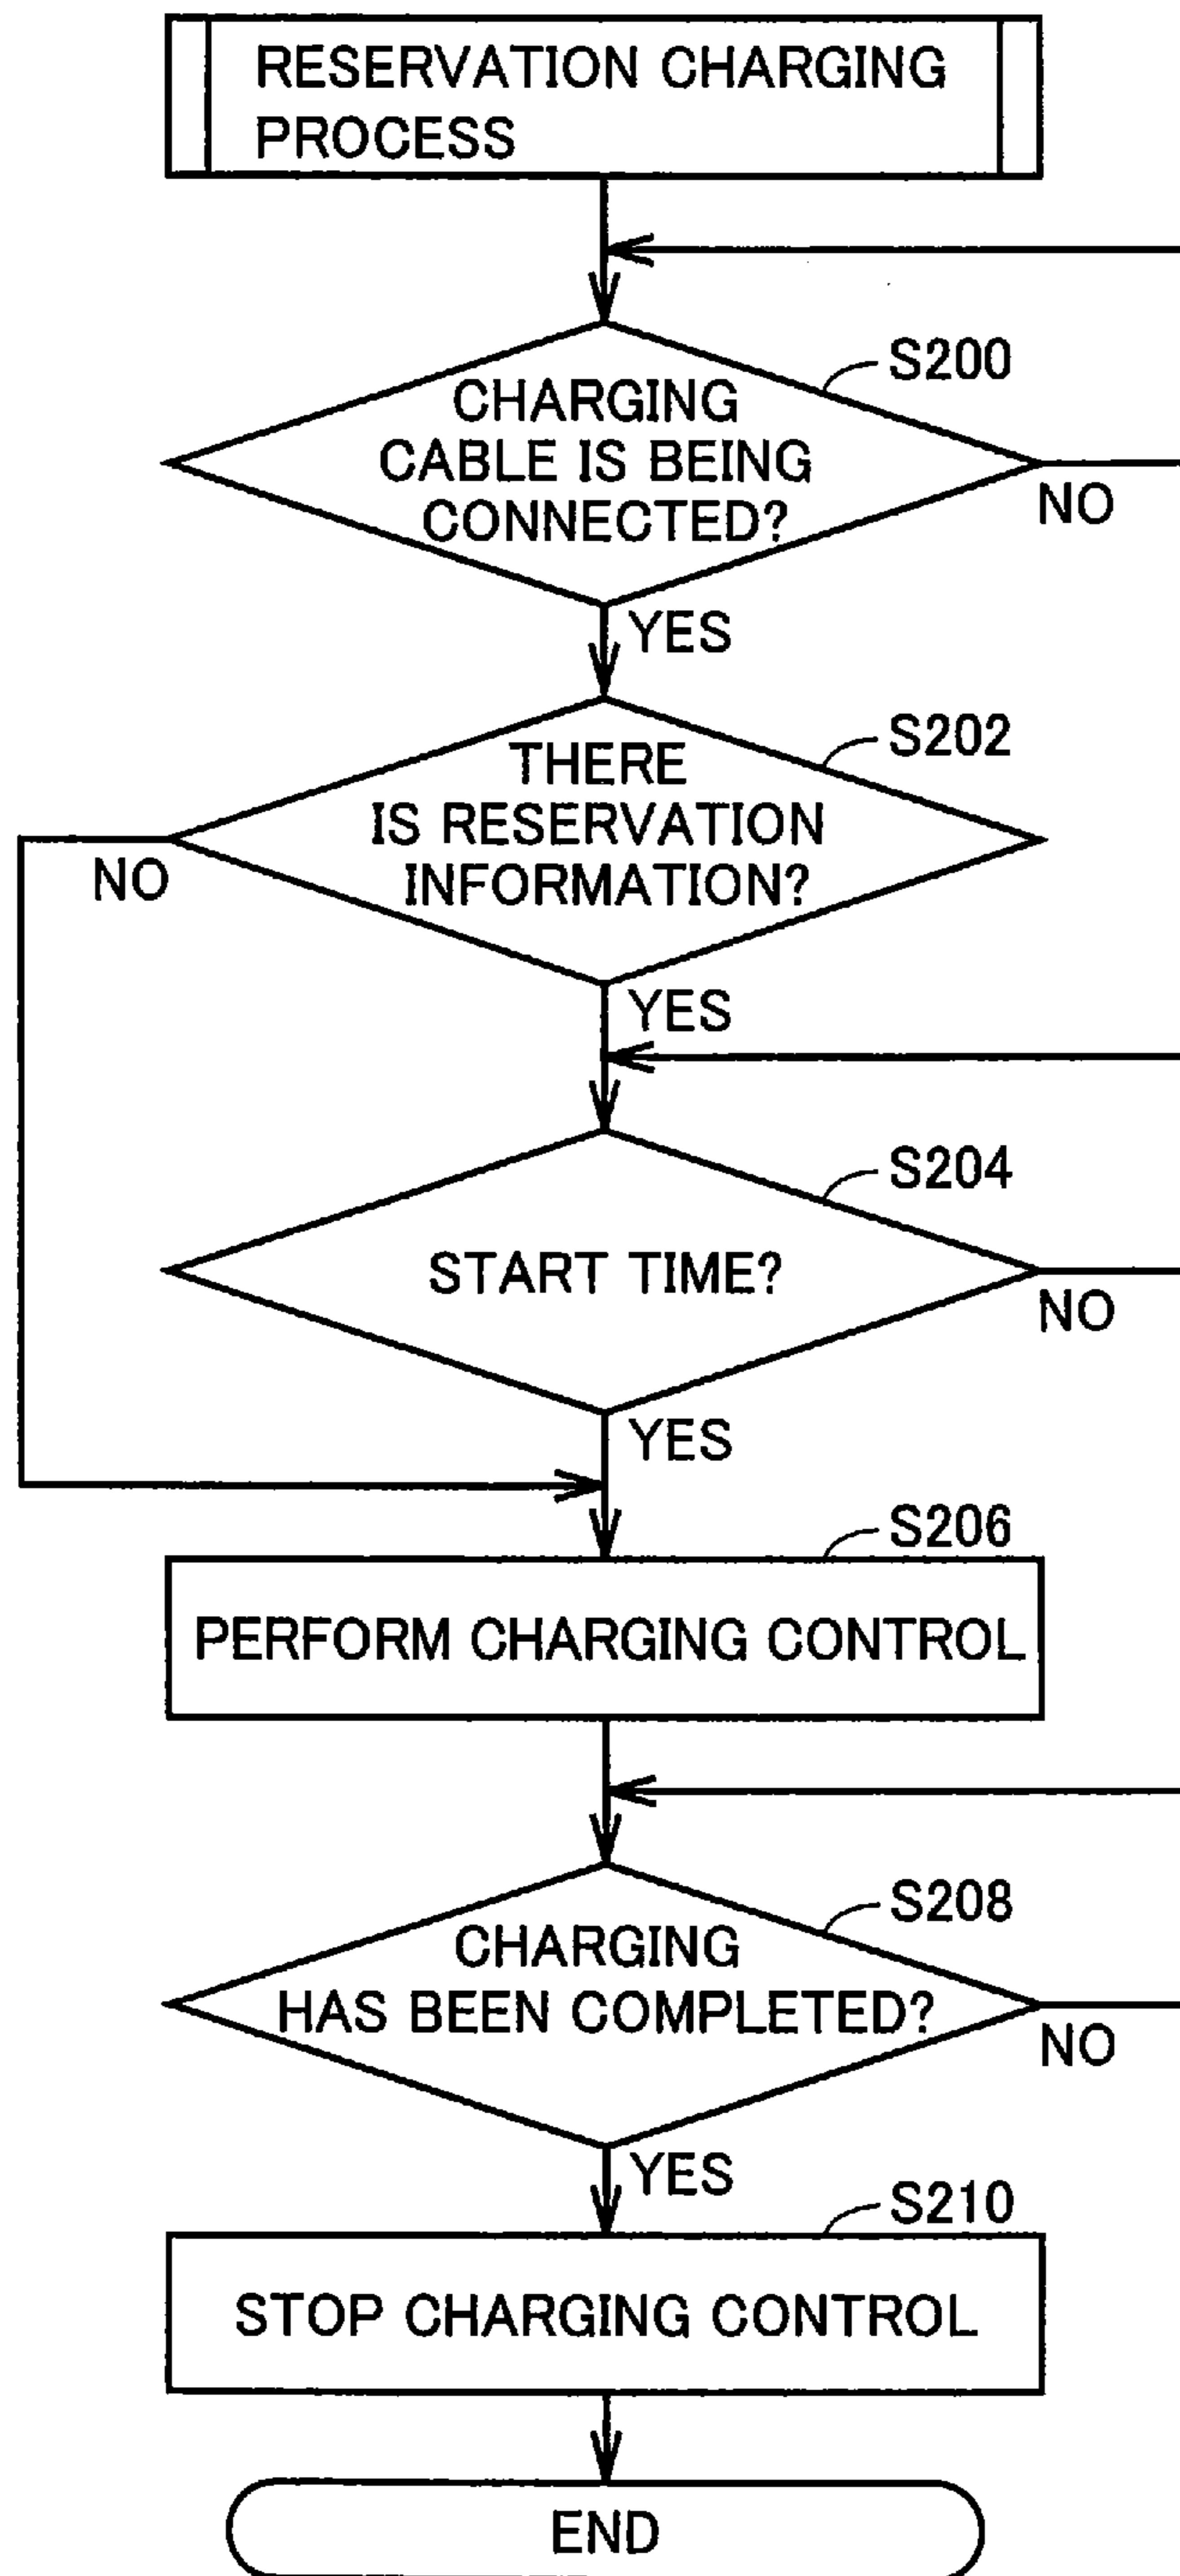 RESERVATION CHARGING
PROCESS
S200
CHARGING
CABLE IS BEING
CONNECTED?
NO
YES
S202
THERE
IS RESERVATION
INFORMATION?
NO
YES
S204
START TIME?
NO
YES
S206
PERFORM CHARGING CONTROL
S208
CHARGING
HAS BEEN COMPLETED?
NO
YES
S210
STOP CHARGING CONTROL
END